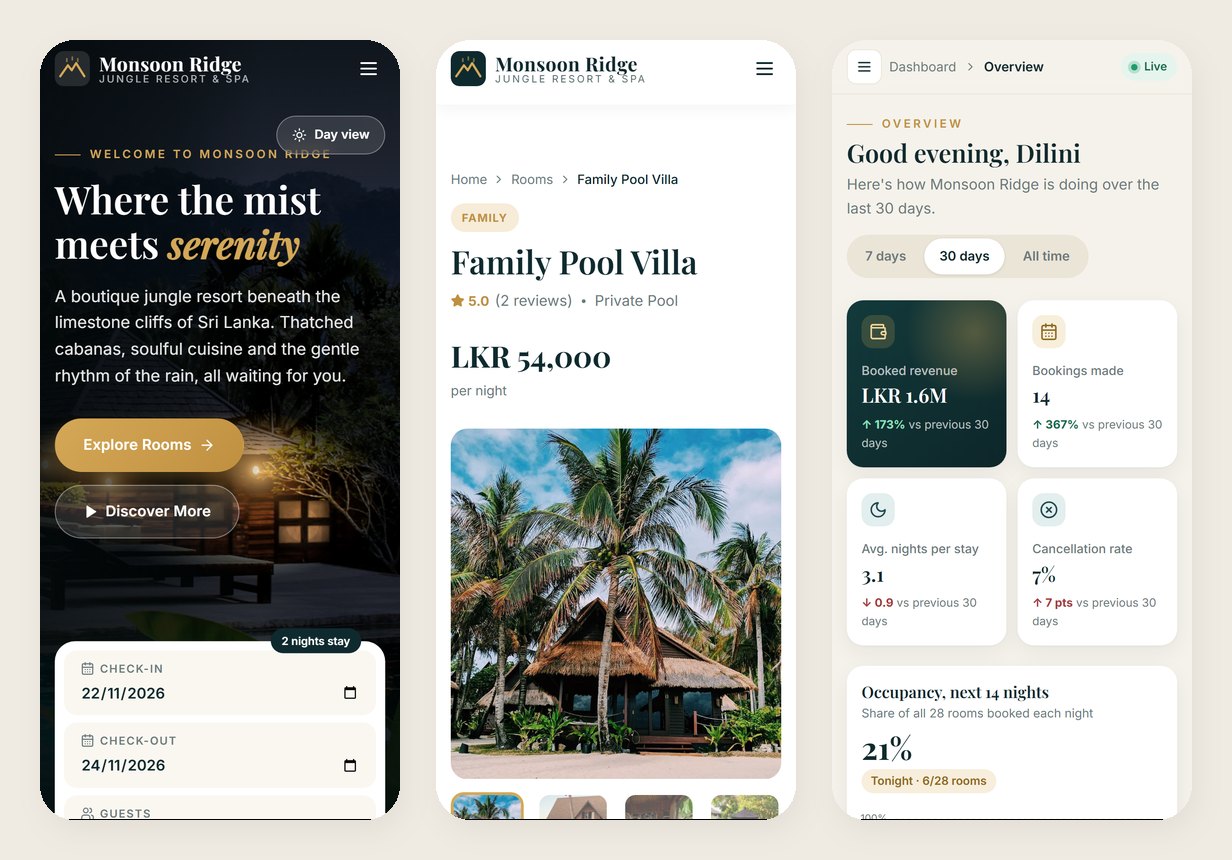 Monsoon Ridge
JUNGLE RESORT & SPA
Day view
WELCOME TO MONSOON RIDGE
Where the mist
meets serenity
A boutique jungle resort beneath the
limestone cliffs of Sri Lanka. Thatched
cabanas, soulful cuisine and the gentle
rhythm of the rain, all waiting for you.
Explore Rooms →
Discover More
2 nights stay
CHECK-IN
22/11/2026
CHECK-OUT
24/11/2026
GUESTS
Monsoon Ridge
JUNGLE RESORT & SPA
Home > Rooms > Family Pool Villa
FAMILY
Family Pool Villa
★ 5.0 (2 reviews) • Private Pool
LKR 54,000
per night
Dashboard > Overview
Live
OVERVIEW
Good evening, Dilini
Here's how Monsoon Ridge is doing over the
last 30 days.
7 days 30 days All time
Booked revenue
LKR 1.6M
↑ 173% vs previous 30
days
Bookings made
14
↑ 367% vs previous 30
days
Avg. nights per stay
3.1
↓ 0.9 vs previous 30
days
Cancellation rate
7%
↑ 7 pts vs previous 30
days
Occupancy, next 14 nights
Share of all 28 rooms booked each night
21%
Tonight · 6/28 rooms
100%